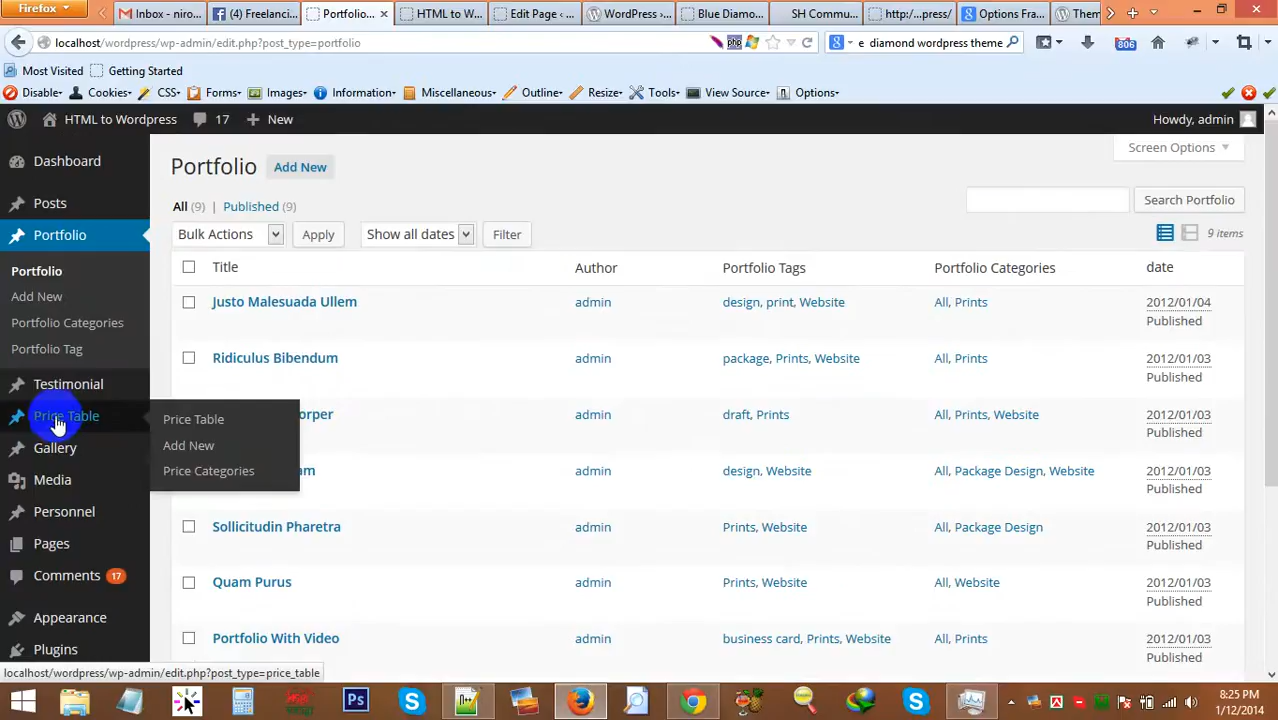 Firefox
Inbox - niro...
(4) Freelanci...
Portfolio...
HTML to W...
Edit Page ‹ ...
WordPress ›...
Blue Diamo...
SH Commu...
http:/...press/
Options Fra...
Them
localhost/wordpress/wp-admin/edit.php?post_type=portfolio
e diamond wordpress theme
806
Most Visited Getting Started
Disable Cookies CSS Forms Images Information Miscellaneous Outline Resize Tools View Source Options
HTML to Wordpress 17 New Howdy, admin
Screen Options
Dashboard
Posts
Portfolio
Portfolio
Add New
Portfolio Categories
Portfolio Tag
Testimonial
Price Table
Gallery
Media
Personnel
Pages
Comments 17
Appearance
Plugins
Price Table
Add New
Price Categories
Portfolio Add New
All (9) | Published (9)
Search Portfolio
Bulk Actions Apply Show all dates Filter 9 items
Title Author Portfolio Tags Portfolio Categories date
Justo Malesuada Ullem admin design, print, Website All, Prints 2012/01/04
Published
Ridiculus Bibendum admin package, Prints, Website All, Prints 2012/01/03
Published
orper admin draft, Prints All, Prints, Website 2012/01/03
Published
am admin design, Website All, Package Design, Website 2012/01/03
Published
Sollicitudin Pharetra admin Prints, Website All, Package Design 2012/01/03
Published
Quam Purus admin Prints, Website All, Website 2012/01/03
Published
Portfolio With Video admin business card, Prints, Website All, Prints 2012/01/03
Published
localhost/wordpress/wp-admin/edit.php?post_type=price_table
8:25 PM
1/12/2014